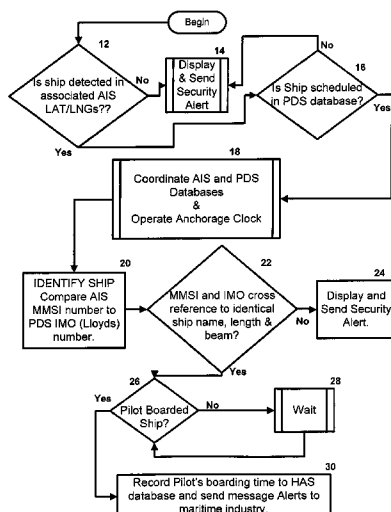 Begin
12
Is ship detected in
associated AIS
LAT/LNGs??
No
Yes
14
Display
& Send
Security
Alert
No
16
Is Ship scheduled
in PDS database?
Yes
18
Coordinate AIS and PDS
Databases
&
Operate Anchorage Clock
20
IDENTIFY SHIP
Compare AIS
MMSI number to
PDS IMO (Lloyds)
number.
22
MMSI and IMO cross
reference to identical
ship name, length &
beam?
No
Yes
24
Display and
Send Security
Alert.
26
Yes
Pilot Boarded
Ship?
No
28
Wait
30
Record Pilot's boarding time to HAS
database and send message Alerts to
maritime industry.